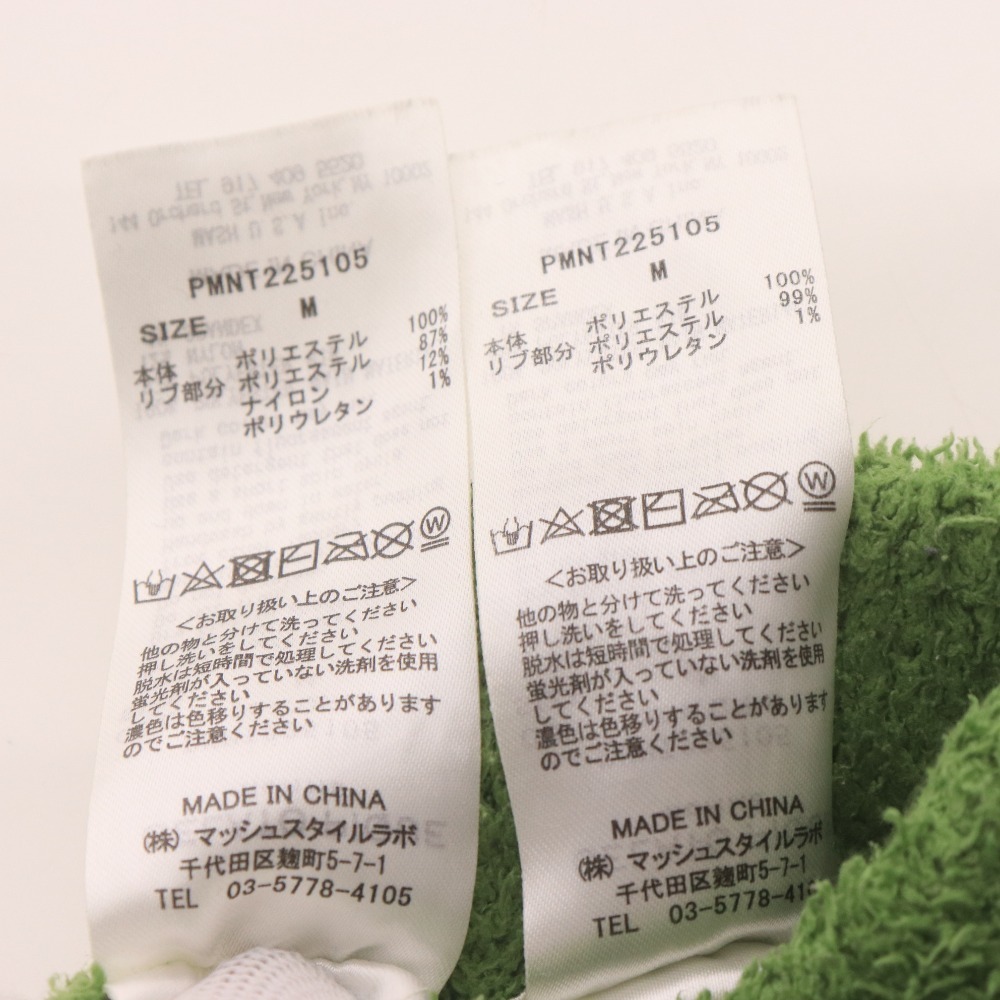 PMNT225105
SIZE M
本体 ポリエステル 100%
リブ部分 ポリエステル 87%
ナイロン 12%
ポリウレタン 1%
<お取り扱い上のご注意>
他の物と分けて洗ってください
押し洗いをしてください
脱水は短時間で処理してください
蛍光剤が入っていない洗剤を使用
してください
濃色は色移りすることがあります
のでご注意ください
MADE IN CHINA
(株) マッシュスタイルラボ
千代田区麹町5-7-1
TEL 03-5778-4105
PMNT225105
SIZE M
本体 ポリエステル 100%
リブ部分 ポリエステル 99%
ポリウレタン 1%
<お取り扱い上のご注意>
他の物と分けて洗ってください
押し洗いをしてください
脱水は短時間で処理してください
蛍光剤が入っていない洗剤を使用
してください
濃色は色移りすることがあります
のでご注意ください
MADE IN CHINA
(株) マッシュスタイルラボ
千代田区麹町5-7-1
TEL 03-5778-41